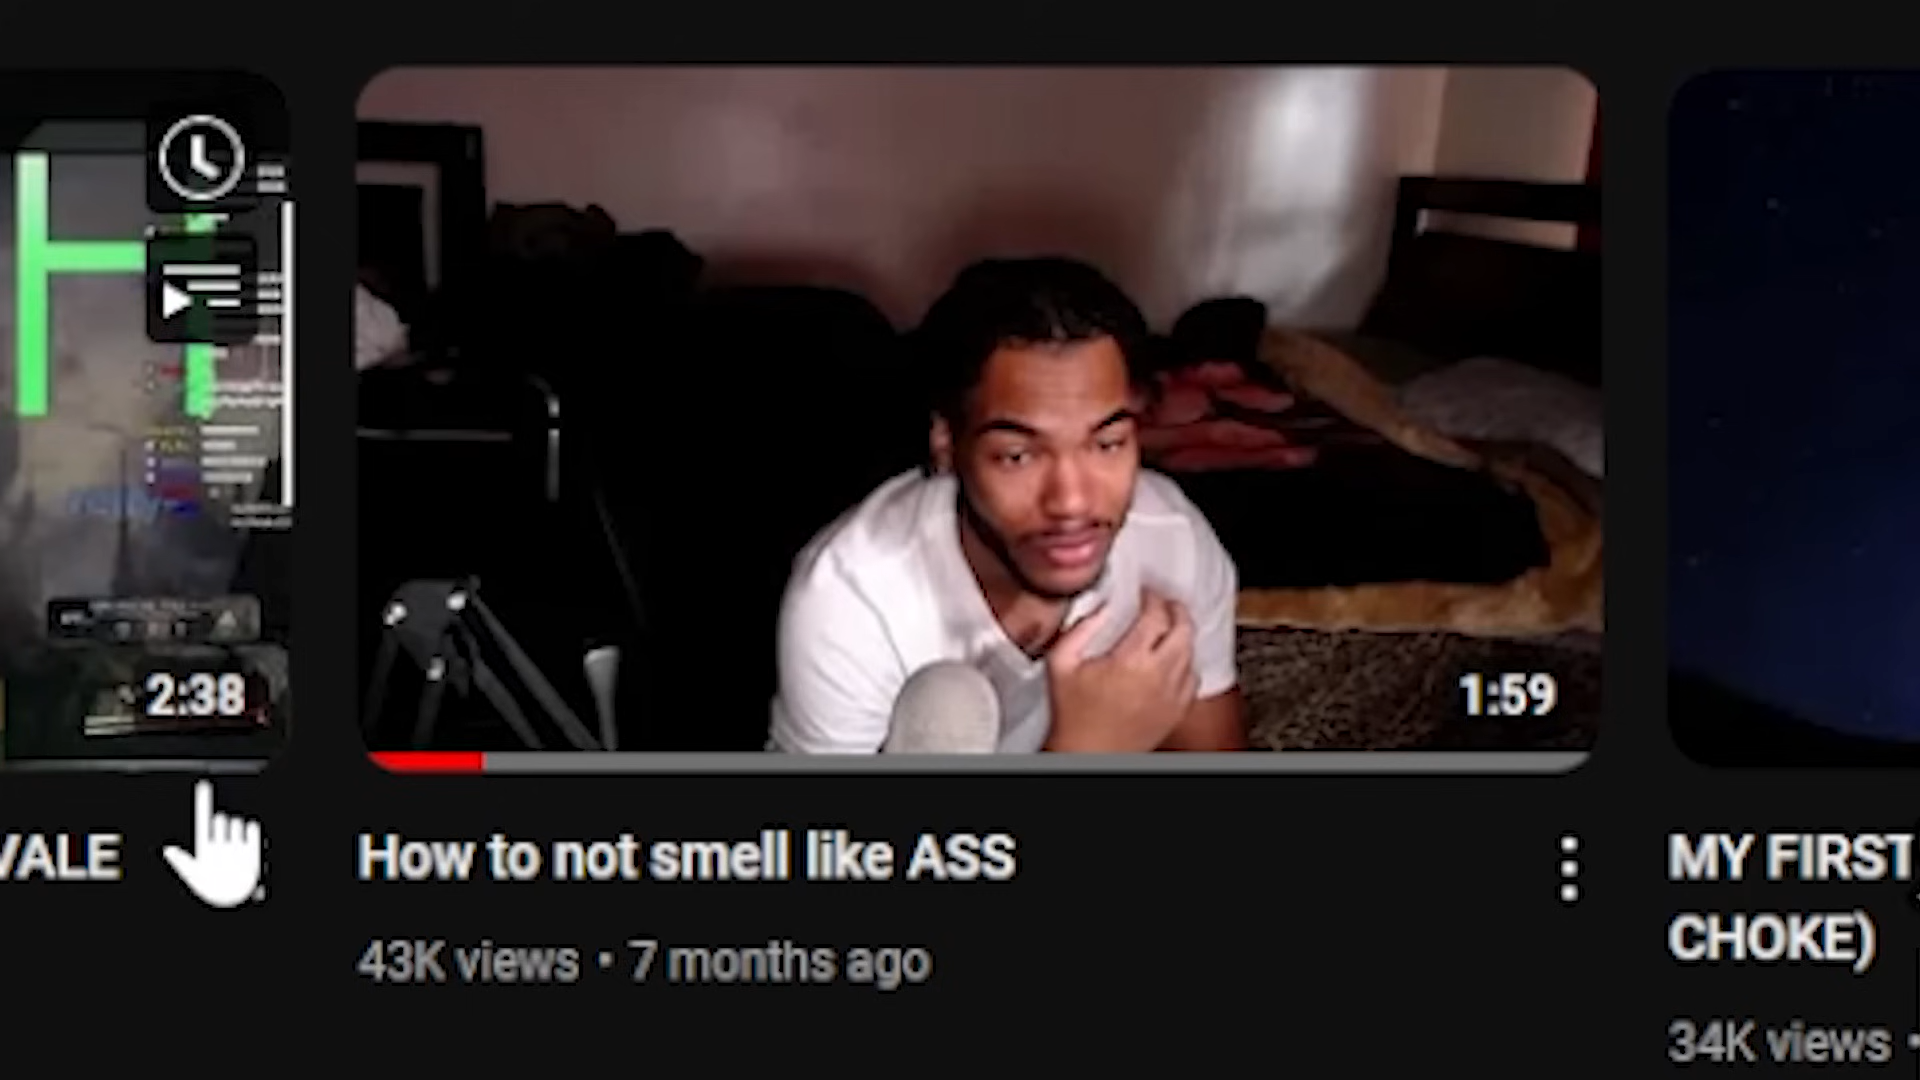 H
2:38
VALE
1:59
How to not smell like ASS
43K views • 7 months ago
MY FIRST
CHOKE)
34K views •